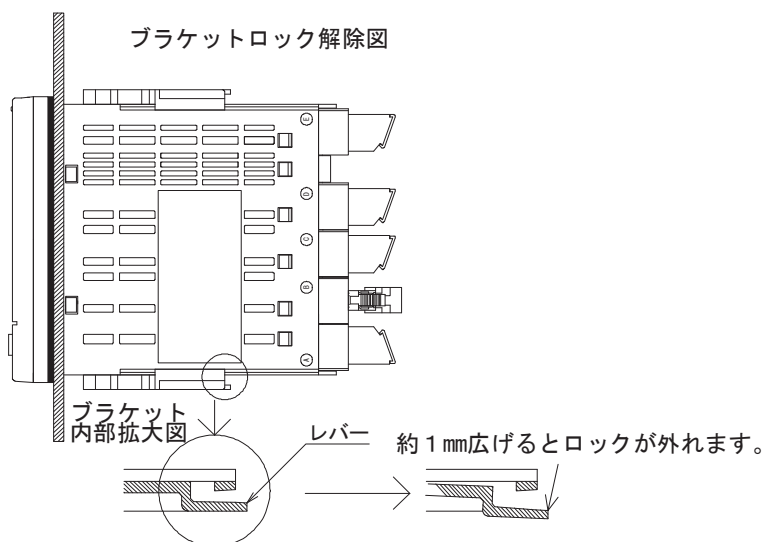 ブラケットロック解除図
E
D
C
B
A
ブラケット
内部拡大図
レバー
約１㎜広げるとロックが外れます。